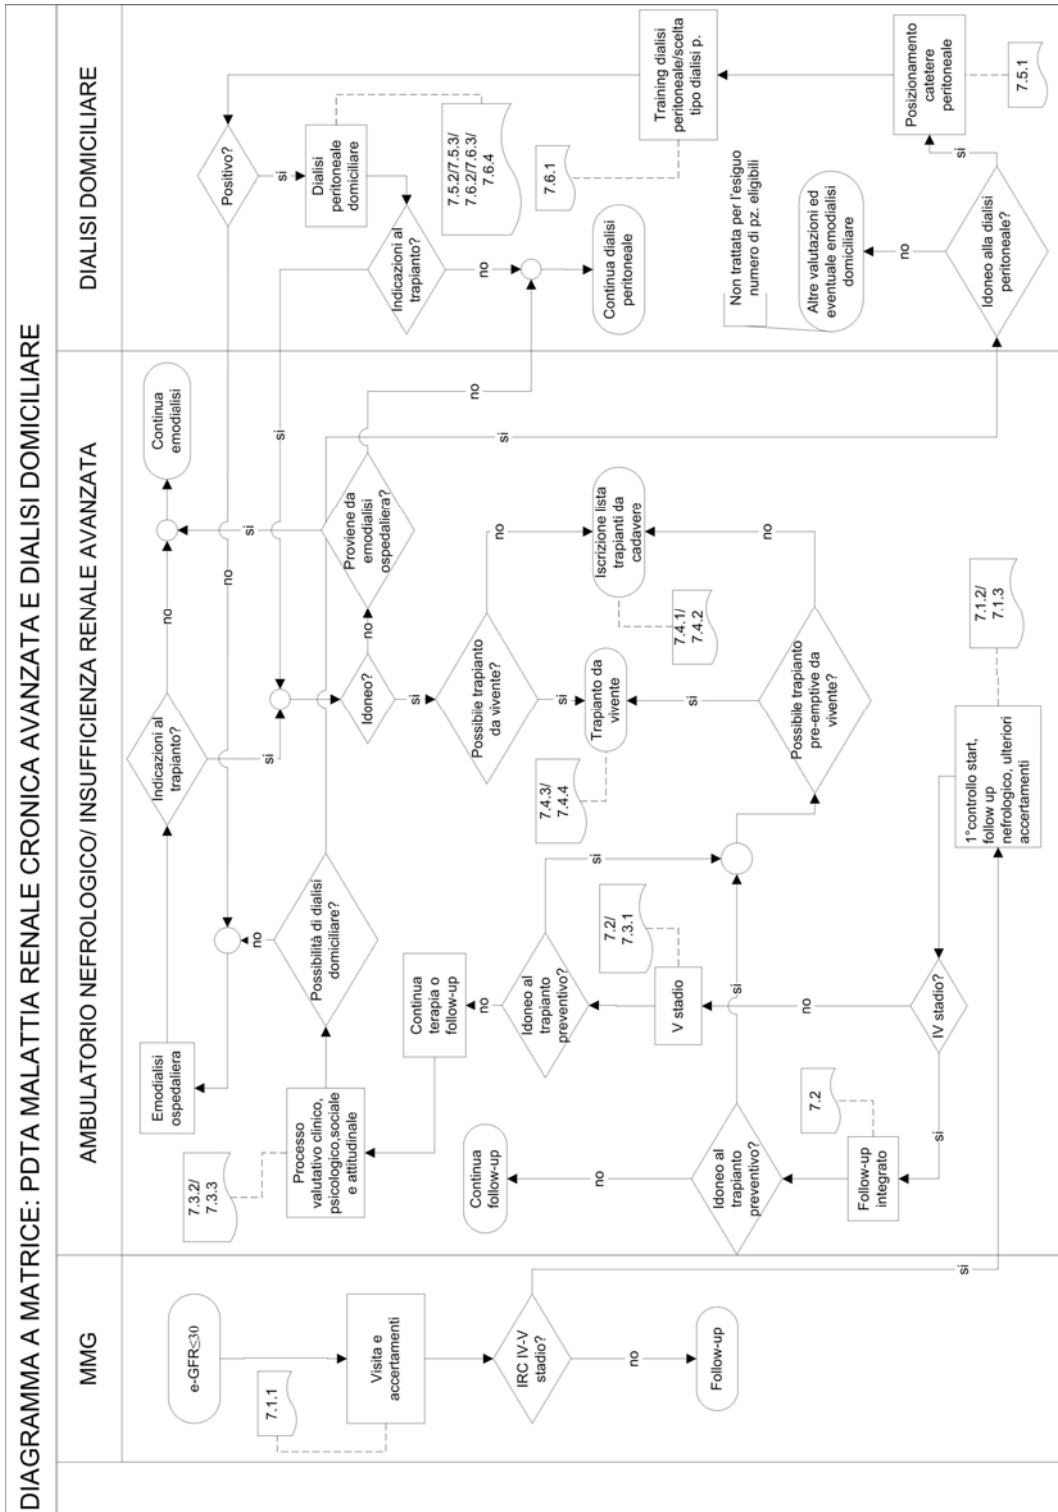 DIAGRAMMA A MATRICE: PDTA MALATTIA RENALE CRONICA AVANZATA E DIALISI DOMICILIARE
MMG
e-GFR≤30
7.1.1
Visita e
accertamenti
IRC IV-V
stadio?
no
Follow-up
si
AMBULATORIO NEFROLOGICO/ INSUFFICIENZA RENALE AVANZATA
1°controllo start,
follow up
nefrologico, ulteriori
accertamenti
7.1.2/
7.1.3
IV stadio?
si
no
Follow-up
integrato
7.2
Idoneo al
trapianto
preventivo?
no
si
Continua
follow-up
V stadio
7.2/
7.3.1
Idoneo al
trapianto
preventivo?
no
si
Continua
terapia o
follow-up
Processo
valutativo clinico,
psicologico,sociale
e attitudinale
7.3.2/
7.3.3
Possibilità di dialisi
domiciliare?
no
si
Emodialisi
ospedaliera
Indicazioni al
trapianto?
no
si
Continua
emodialisi
Idoneo?
no
si
Proviene da
emodialisi
ospedaliera?
si
no
Possibile trapianto
da vivente?
si
no
Trapianto da
vivente
7.4.3/
7.4.4
Iscrizione lista
trapianti da
cadavere
7.4.1/
7.4.2
Possibile trapianto
pre-emptive da
vivente?
si
no
DIALISI DOMICILIARE
Idoneo alla dialisi
peritoneale?
no
si
Altre valutazioni ed
eventuale emodialisi
domiciliare
Non trattata per l'esiguo
numero di pz. eligibili
Posizionamento
catetere
peritoneale
7.5.1
Training dialisi
peritoneale/scelta
tipo dialisi p.
7.6.1
Positivo?
si
no
Dialisi
peritoneale
domiciliare
7.5.2/7.5.3/
7.6.2/7.6.3/
7.6.4
Indicazioni al
trapianto?
no
si
Continua dialisi
peritoneale